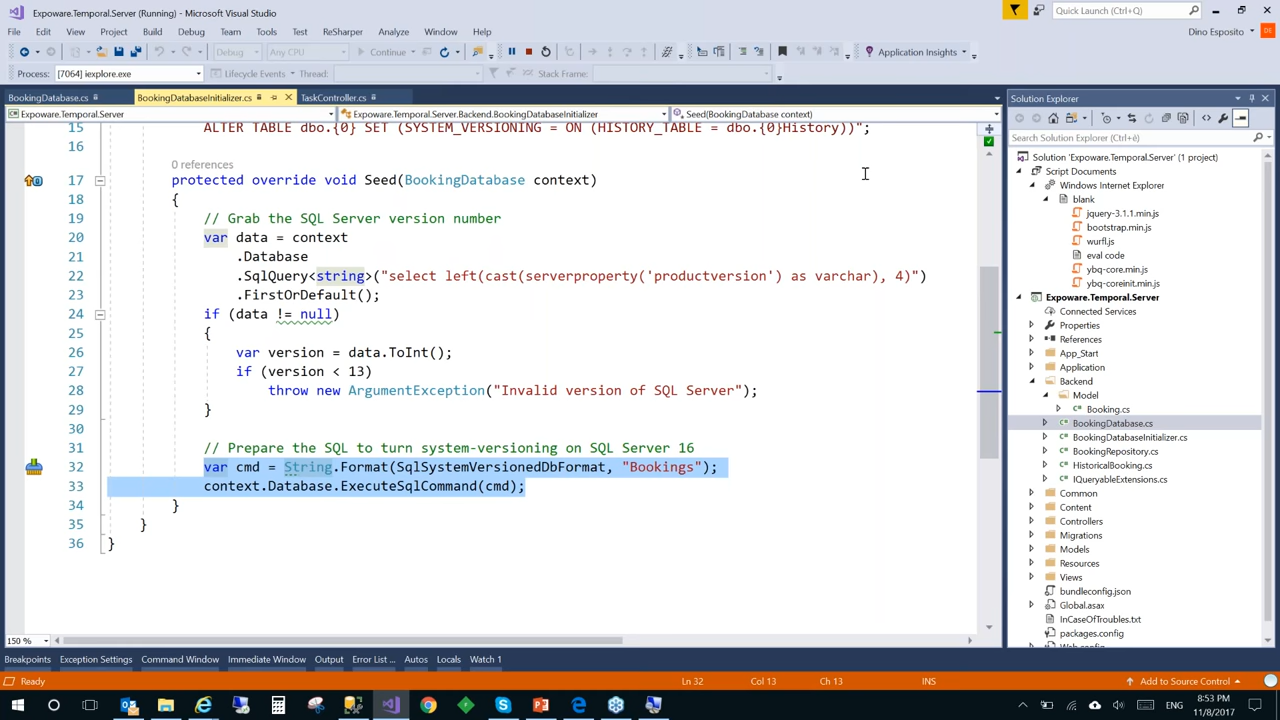 Expoware.Temporal.Server (Running) - Microsoft Visual Studio
Quick Launch (Ctrl+Q)
File Edit View Project Build Debug Team Tools Test ReSharper Analyze Window Help
Dino Esposito DE
Debug Any CPU Continue Application Insights
Process: [7064] iexplore.exe Lifecycle Events Thread: Stack Frame:
BookingDatabase.cs BookingDatabaseInitializer.cs TaskController.cs
Expoware.Temporal.Server Expoware.Temporal.Server.Backend.BookingDatabaseInitializer Seed(BookingDatabase context)
15 ALTER TABLE dbo.{0} SET (SYSTEM_VERSIONING = ON (HISTORY_TABLE = dbo.{0}History))";
16
0 references
17 protected override void Seed(BookingDatabase context)
18 {
19 // Grab the SQL Server version number
20 var data = context
21 .Database
22 .SqlQuery<string>("select left(cast(serverproperty('productversion') as varchar), 4)")
23 .FirstOrDefault();
24 if (data != null)
25 {
26 var version = data.ToInt();
27 if (version < 13)
28 throw new ArgumentException("Invalid version of SQL Server");
29 }
30
31 // Prepare the SQL to turn system-versioning on SQL Server 16
32 var cmd = String.Format(SqlSystemVersionedDbFormat, "Bookings");
33 context.Database.ExecuteSqlCommand(cmd);
34 }
35 }
36 }
150 %
Solution Explorer
Search Solution Explorer (Ctrl+è)
Solution 'Expoware.Temporal.Server' (1 project)
Script Documents
Windows Internet Explorer
blank
jquery-3.1.1.min.js
bootstrap.min.js
wurfl.js
eval code
ybq-core.min.js
ybq-coreinit.min.js
Expoware.Temporal.Server
Connected Services
Properties
References
App_Start
Application
Backend
Model
Booking.cs
BookingDatabase.cs
BookingDatabaseInitializer.cs
BookingRepository.cs
HistoricalBooking.cs
IQueryableExtensions.cs
Common
Content
Controllers
Migrations
Models
Resources
Views
bundleconfig.json
Global.asax
InCaseOfTroubles.txt
packages.config
Breakpoints Exception Settings Command Window Immediate Window Output Error List ... Autos Locals Watch 1
Ready Ln 32 Col 13 Ch 13 INS Add to Source Control
ENG 8:53 PM
11/8/2017